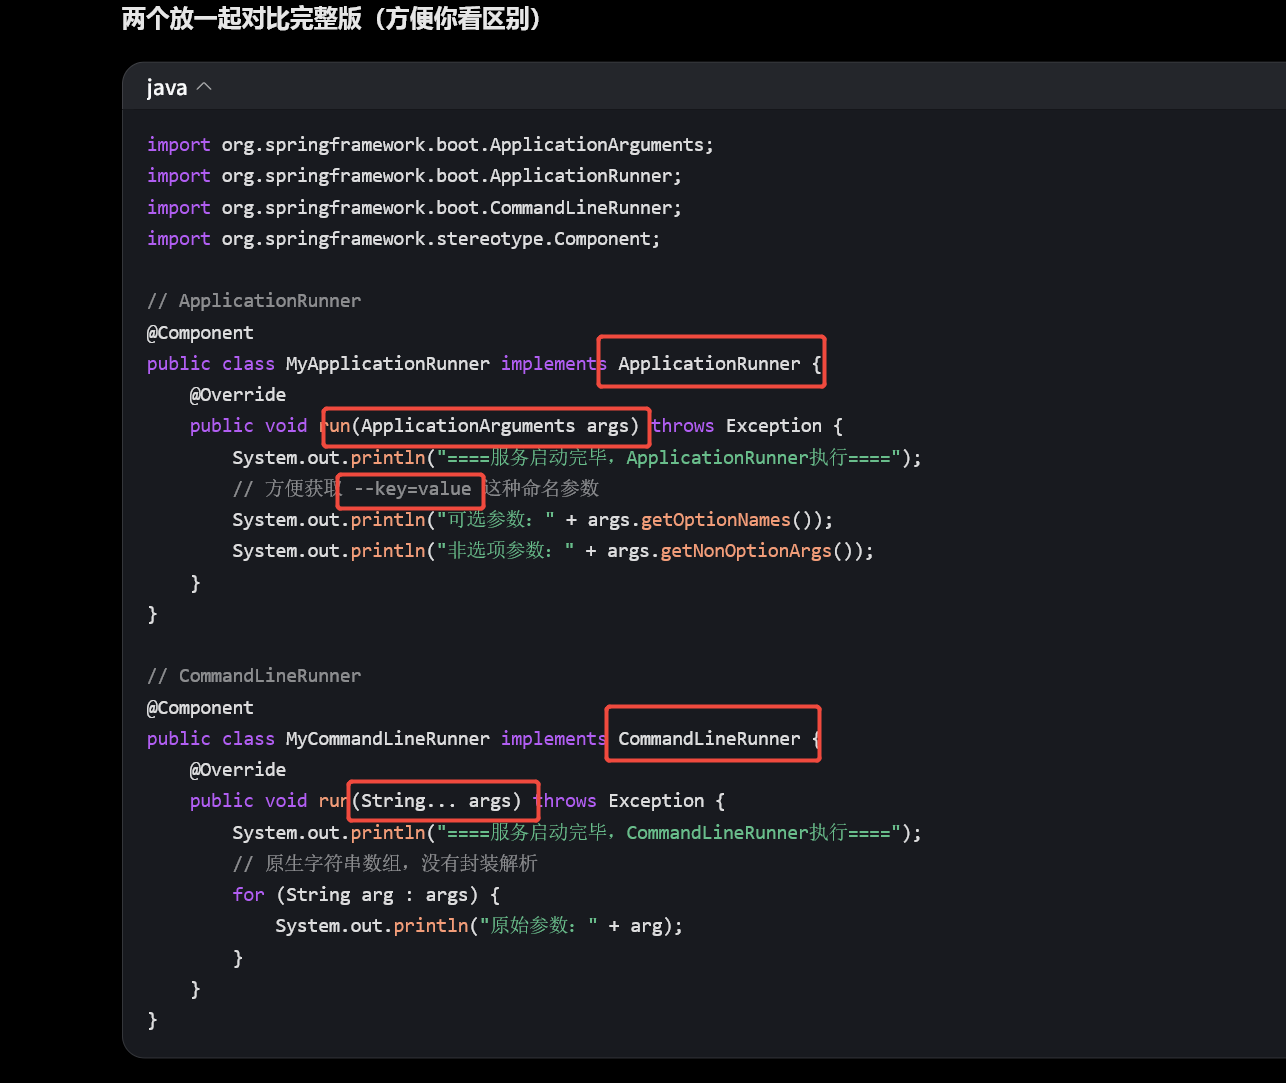 两个放一起对比完整版（方便你看区别）
java
import org.springframework.boot.ApplicationArguments;
import org.springframework.boot.ApplicationRunner;
import org.springframework.boot.CommandLineRunner;
import org.springframework.stereotype.Component;
// ApplicationRunner
@Component
public class MyApplicationRunner implements ApplicationRunner {
@Override
public void run(ApplicationArguments args) throws Exception {
System.out.println("====服务启动完毕，ApplicationRunner执行====");
// 方便获取 --key=value 这种命名参数
System.out.println("可选参数：" + args.getOptionNames());
System.out.println("非选项参数：" + args.getNonOptionArgs());
}
}
// CommandLineRunner
@Component
public class MyCommandLineRunner implements CommandLineRunner {
@Override
public void run(String... args) throws Exception {
System.out.println("====服务启动完毕，CommandLineRunner执行====");
// 原生字符串数组，没有封装解析
for (String arg : args) {
System.out.println("原始参数：" + arg);
}
}
}